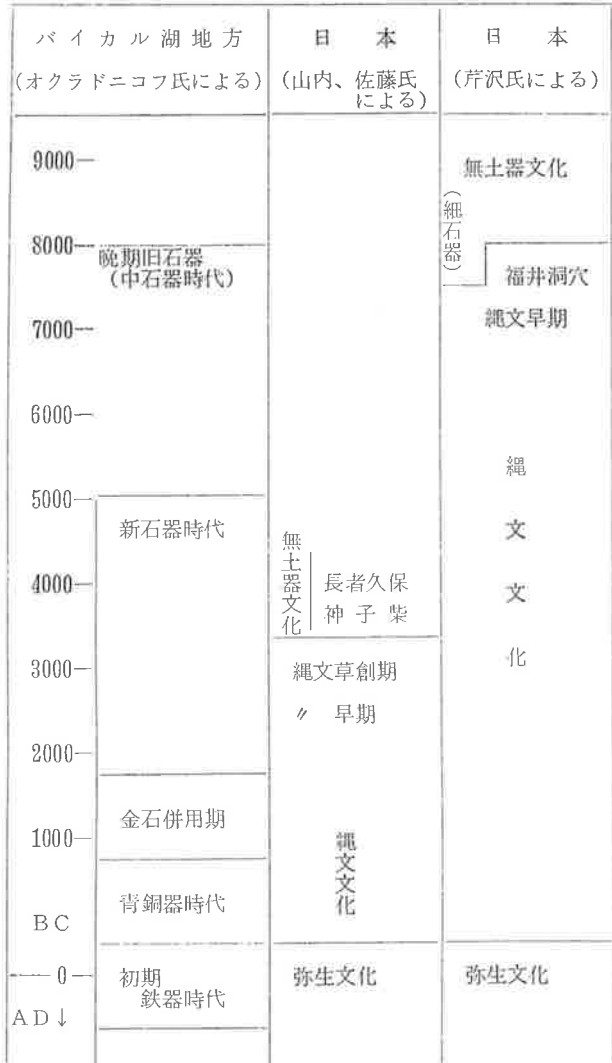 バイカル湖地方
(オクラドニコフ氏による)
日本
(山内、佐藤氏
による)
日本
(芹沢氏による)
9000
8000
7000
6000
5000
4000
3000
2000
1000
BC
0
AD↓
晩期旧石器
(中石器時代)
新石器時代
金石併用期
青銅器時代
初期
鉄器時代
無土器文化
長者久保
神子柴
縄文草創期
〃 早期
縄文文化
弥生文化
無土器文化
(細石器)
福井洞穴
縄文早期
縄文文化
弥生文化